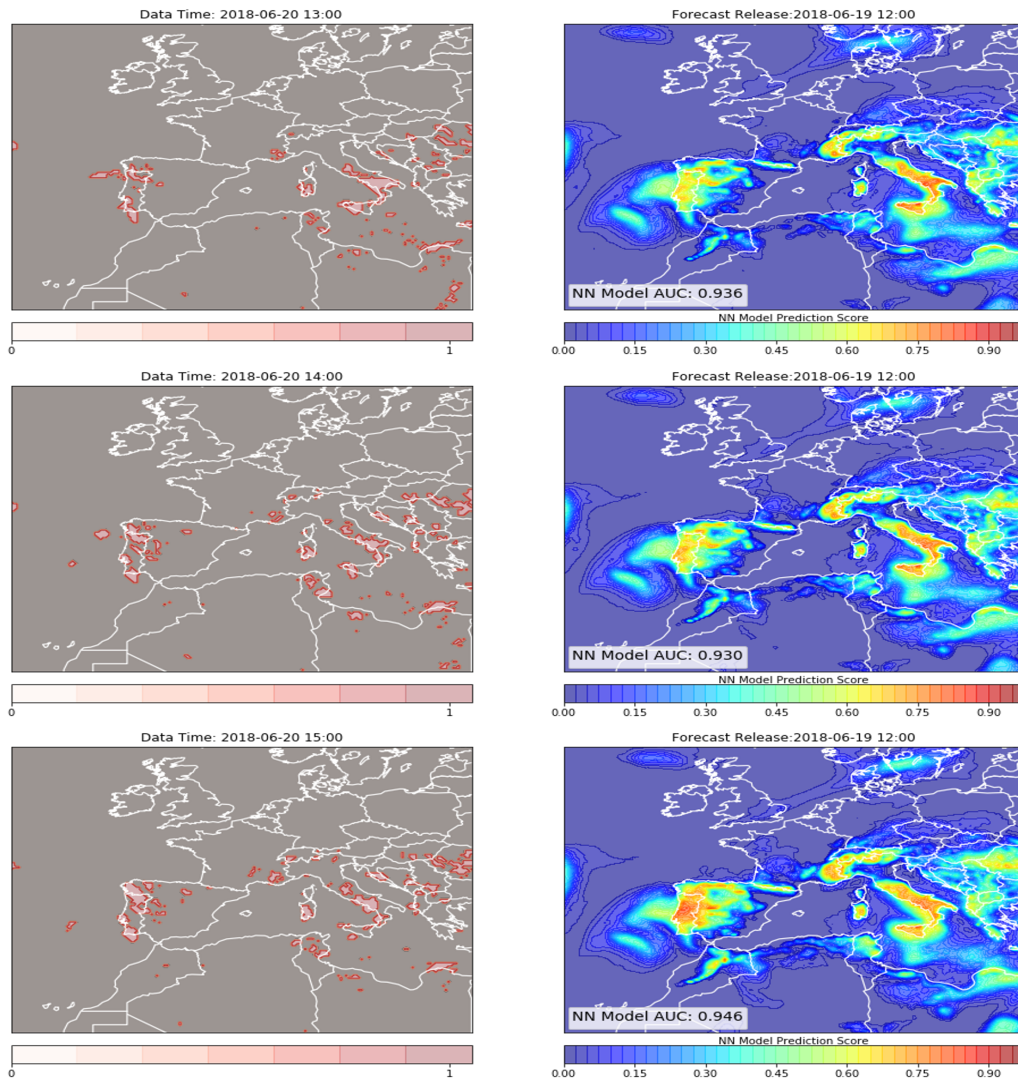 Data Time: 2018-06-20 13:00
Forecast Release:2018-06-19 12:00
NN Model AUC: 0.936
NN Model Prediction Score
0 1
0.00 0.15 0.30 0.45 0.60 0.75 0.90
Data Time: 2018-06-20 14:00
Forecast Release:2018-06-19 12:00
NN Model AUC: 0.930
NN Model Prediction Score
0 1
0.00 0.15 0.30 0.45 0.60 0.75 0.90
Data Time: 2018-06-20 15:00
Forecast Release:2018-06-19 12:00
NN Model AUC: 0.946
NN Model Prediction Score
0 1
0.00 0.15 0.30 0.45 0.60 0.75 0.90